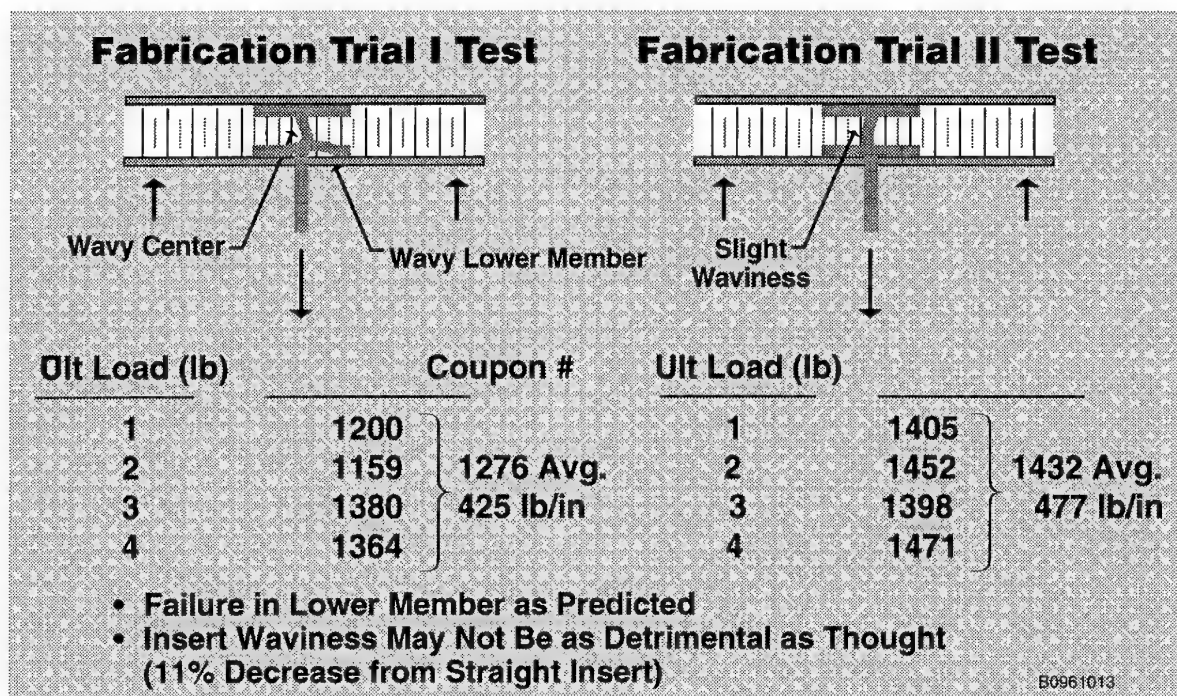 Fabrication Trial I Test
Fabrication Trial II Test
Wavy Center
Wavy Lower Member
Slight
Waviness
Ult Load (lb) Coupon # Ult Load (lb)
1 1200 1 1405
2 1159 1276 Avg. 2 1452 1432 Avg.
3 1380 425 lb/in 3 1398 477 lb/in
4 1364 4 1471
• Failure in Lower Member as Predicted
• Insert Waviness May Not Be as Detrimental as Thought
(11% Decrease from Straight Insert)
B0961013